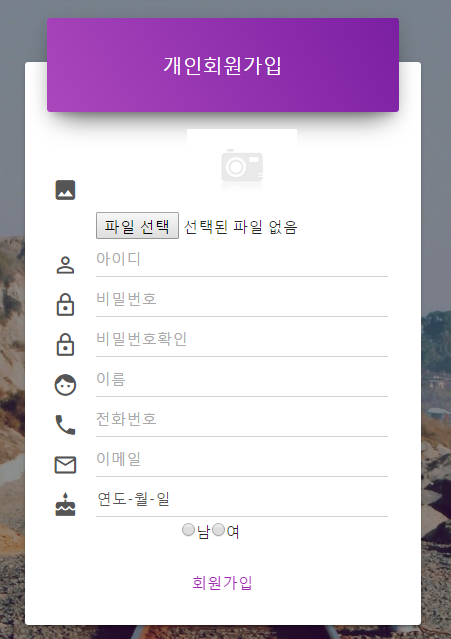 개인회원가입
파일 선택 선택된 파일 없음
아이디
비밀번호
비밀번호확인
이름
전화번호
이메일
연도-월-일
남 여
회원가입